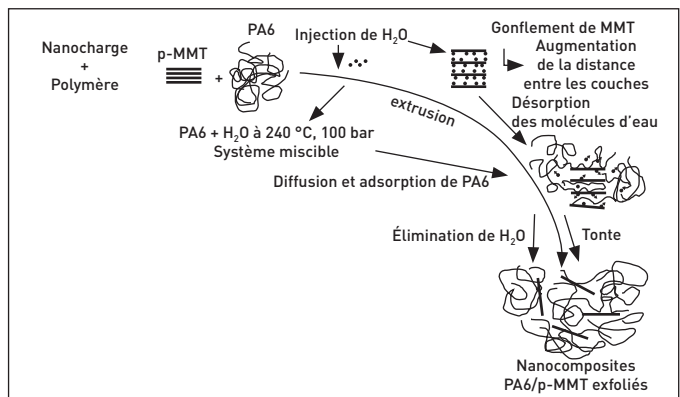 Nanocharge
+
Polymère
p-MMT
+
PA6
Injection de H₂O
Gonflement de MMT
Augmentation
de la distance
entre les couches
Désorption
des molécules d'eau
extrusion
PA6 + H₂O à 240 °C, 100 bar
Système miscible
Diffusion et adsorption de PA6
Élimination de H₂O
Tonte
Nanocomposites
PA6/p-MMT exfoliés